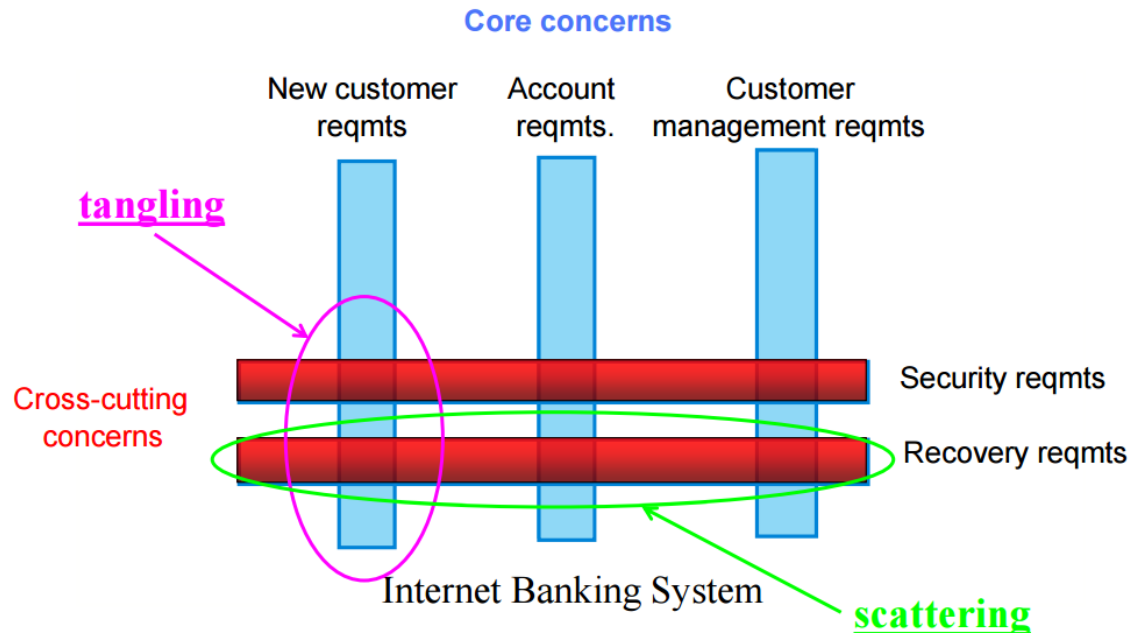 Core concerns
New customer
reqmts
Account
reqmts.
Customer
management reqmts
tangling
Cross-cutting
concerns
Security reqmts
Recovery reqmts
Internet Banking System
scattering